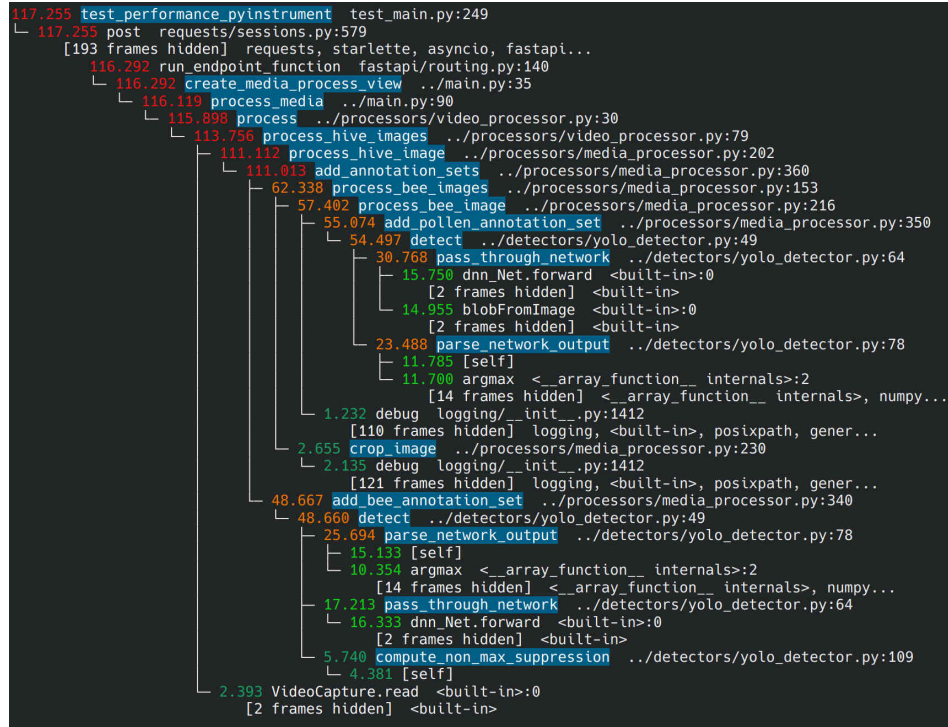 117.255 test_performance_pyinstrument  test_main.py:249
└─ 117.255 post  requests/sessions.py:579
[193 frames hidden]  requests, starlette, asyncio, fastapi...
116.292 run_endpoint_function  fastapi/routing.py:140
└─ 116.292 create_media_process_view  ../main.py:35
└─ 116.119 process_media  ../main.py:90
└─ 115.898 process  ../processors/video_processor.py:30
└─ 113.756 process_hive_images  ../processors/video_processor.py:79
├─ 111.112 process_hive_image  ../processors/media_processor.py:202
└─ 111.013 add_annotation_sets  ../processors/media_processor.py:360
├─ 62.338 process_bee_images  ../processors/media_processor.py:153
├─ 57.402 process_bee_image  ../processors/media_processor.py:216
├─ 55.074 add_pollen_annotation_set  ../processors/media_processor.py:350
└─ 54.497 detect  ../detectors/yolo_detector.py:49
├─ 30.768 pass_through_network  ../detectors/yolo_detector.py:64
├─ 15.750 dnn_Net.forward  <built-in>:0
[2 frames hidden]  <built-in>
└─ 14.955 blobFromImage  <built-in>:0
[2 frames hidden]  <built-in>
└─ 23.488 parse_network_output  ../detectors/yolo_detector.py:78
├─ 11.785 [self]
└─ 11.700 argmax  <__array_function__ internals>:2
[14 frames hidden]  <__array_function__ internals>, numpy...
└─ 1.232 debug  logging/__init__.py:1412
[110 frames hidden]  logging, <built-in>, posixpath, gener...
└─ 2.655 crop_image  ../processors/media_processor.py:230
└─ 2.135 debug  logging/__init__.py:1412
[121 frames hidden]  logging, <built-in>, posixpath, gener...
└─ 48.667 add_bee_annotation_set  ../processors/media_processor.py:340
└─ 48.660 detect  ../detectors/yolo_detector.py:49
├─ 25.694 parse_network_output  ../detectors/yolo_detector.py:78
├─ 15.133 [self]
└─ 10.354 argmax  <__array_function__ internals>:2
[14 frames hidden]  <__array_function__ internals>, numpy...
├─ 17.213 pass_through_network  ../detectors/yolo_detector.py:64
└─ 16.333 dnn_Net.forward  <built-in>:0
[2 frames hidden]  <built-in>
└─ 5.740 compute_non_max_suppression  ../detectors/yolo_detector.py:109
└─ 4.381 [self]
└─ 2.393 VideoCapture.read  <built-in>:0
[2 frames hidden]  <built-in>